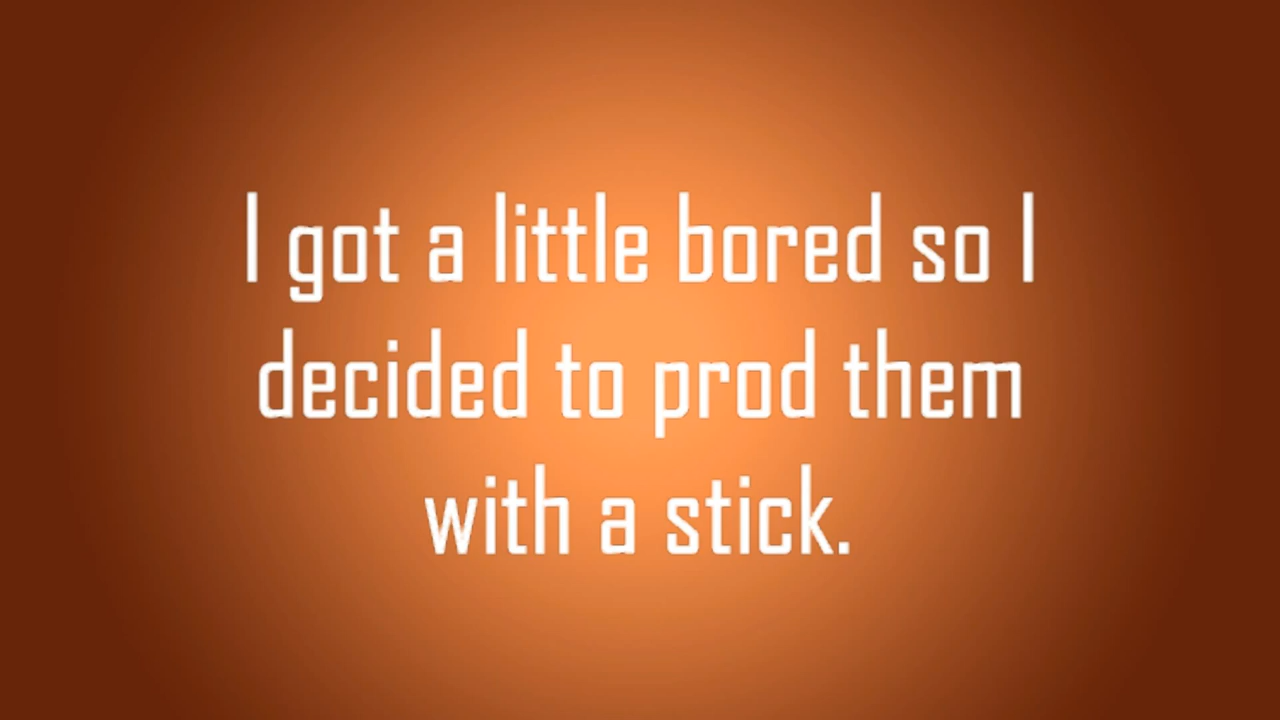 I got a little bored so I
decided to prod them
with a stick.